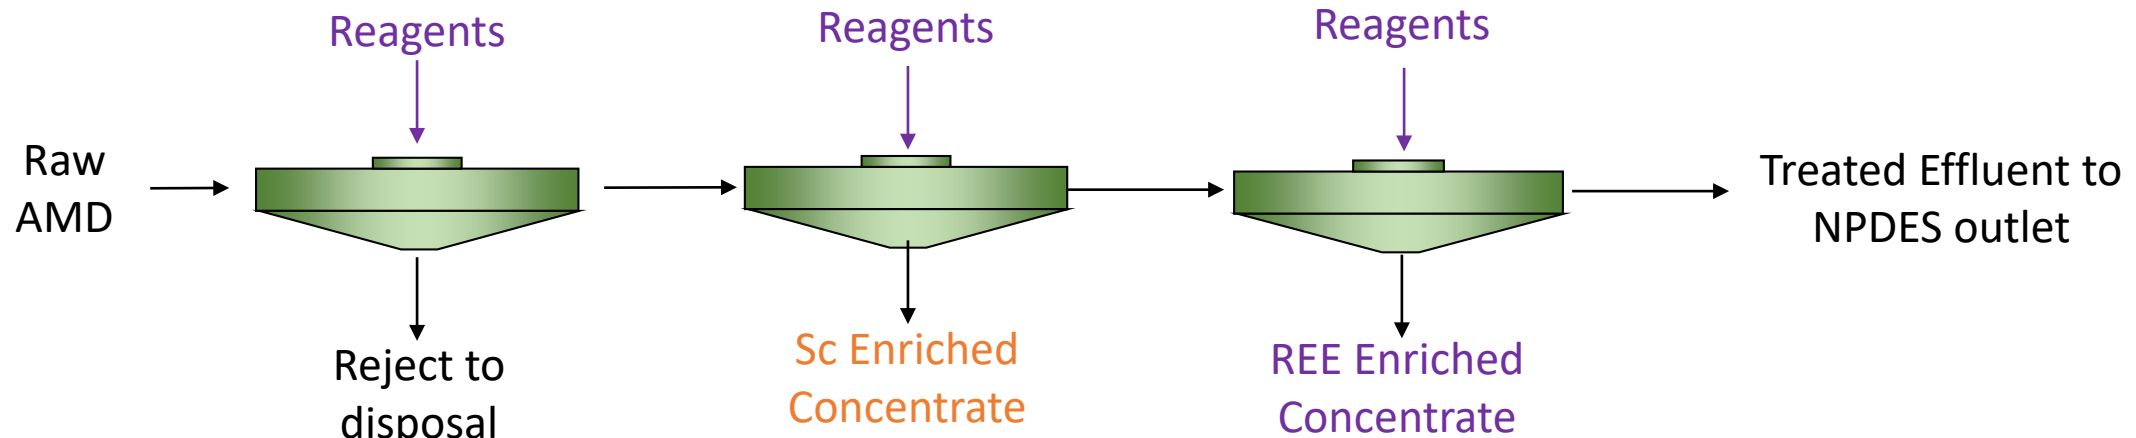 Reagents
Reagents
Reagents
Raw
AMD
Treated Effluent to
NPDES outlet
Reject to
disposal
Sc Enriched
Concentrate
REE Enriched
Concentrate